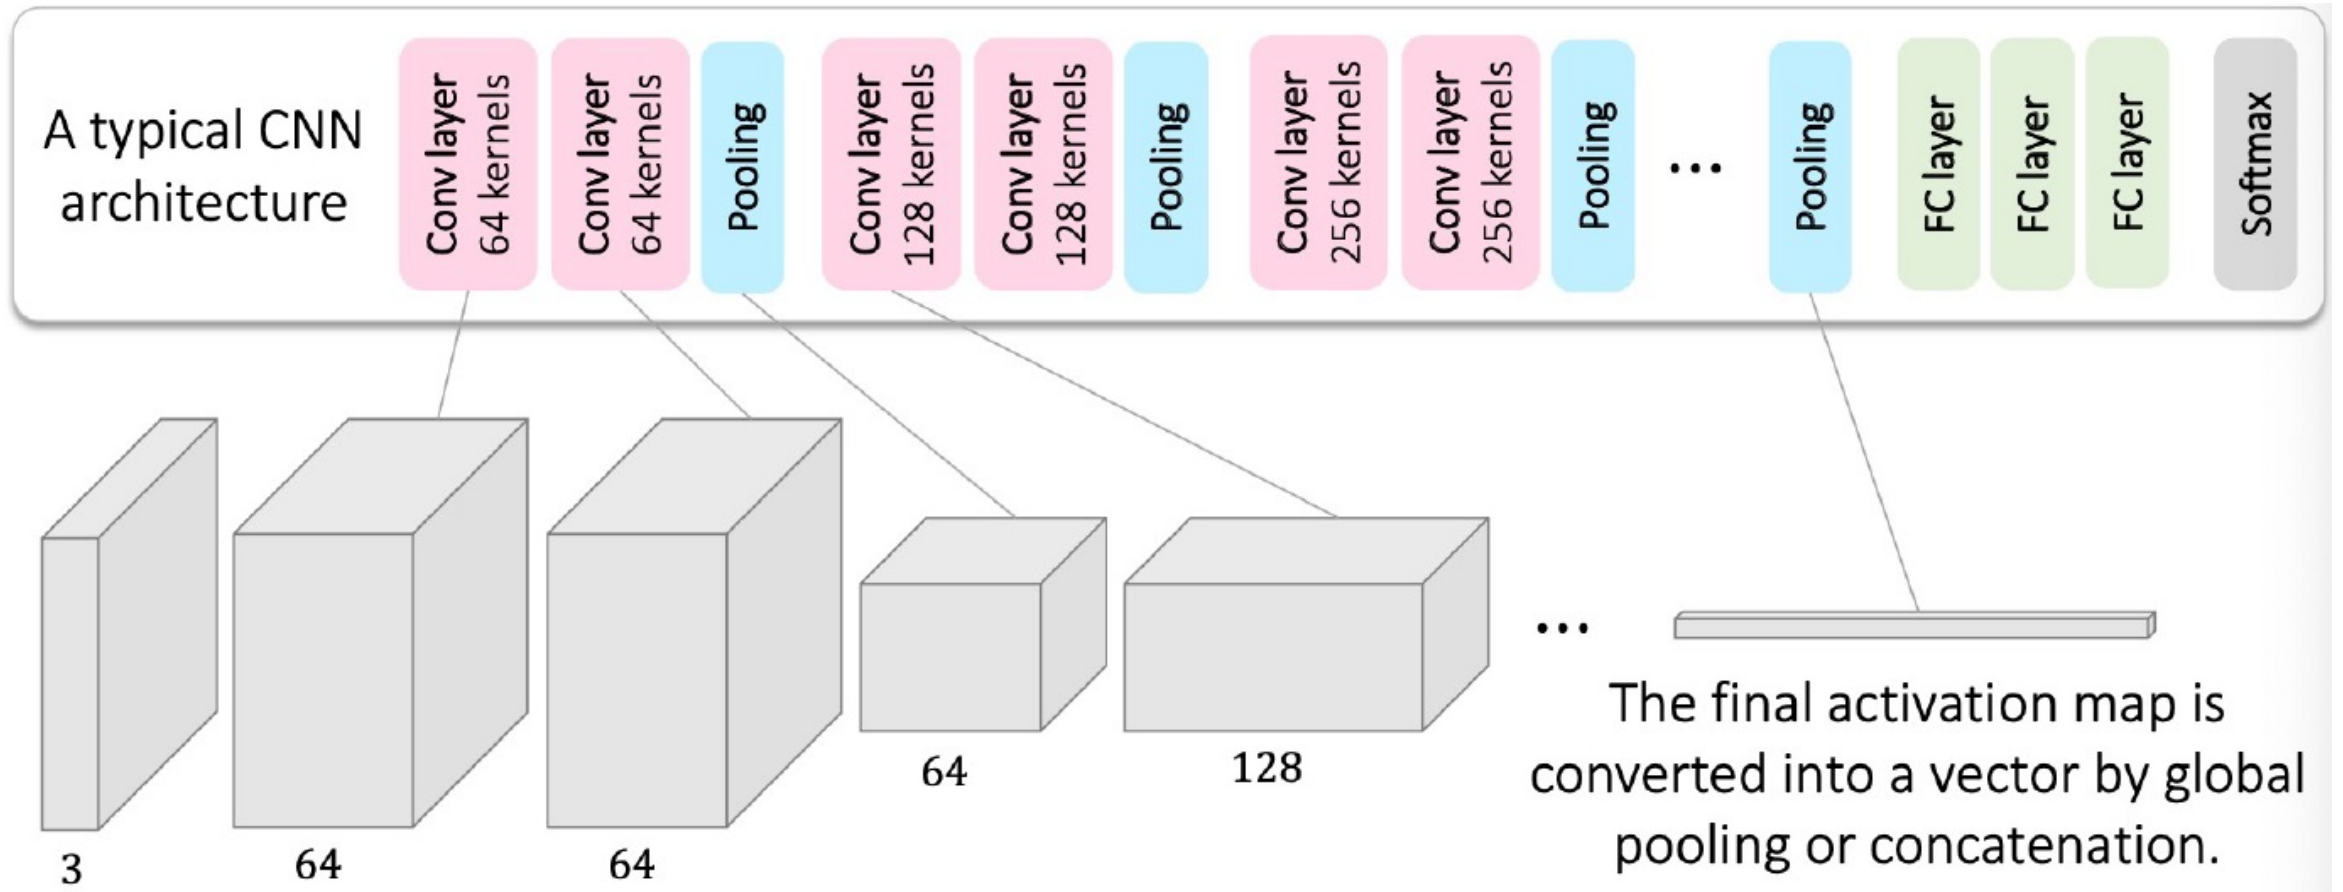 A typical CNN
architecture
Conv layer
64 kernels
Conv layer
64 kernels
Pooling
Conv layer
128 kernels
Conv layer
128 kernels
Pooling
Conv layer
256 kernels
Conv layer
256 kernels
Pooling
...
Pooling
FC layer
FC layer
FC layer
Softmax
3
64
64
64
128
...
The final activation map is
converted into a vector by global
pooling or concatenation.